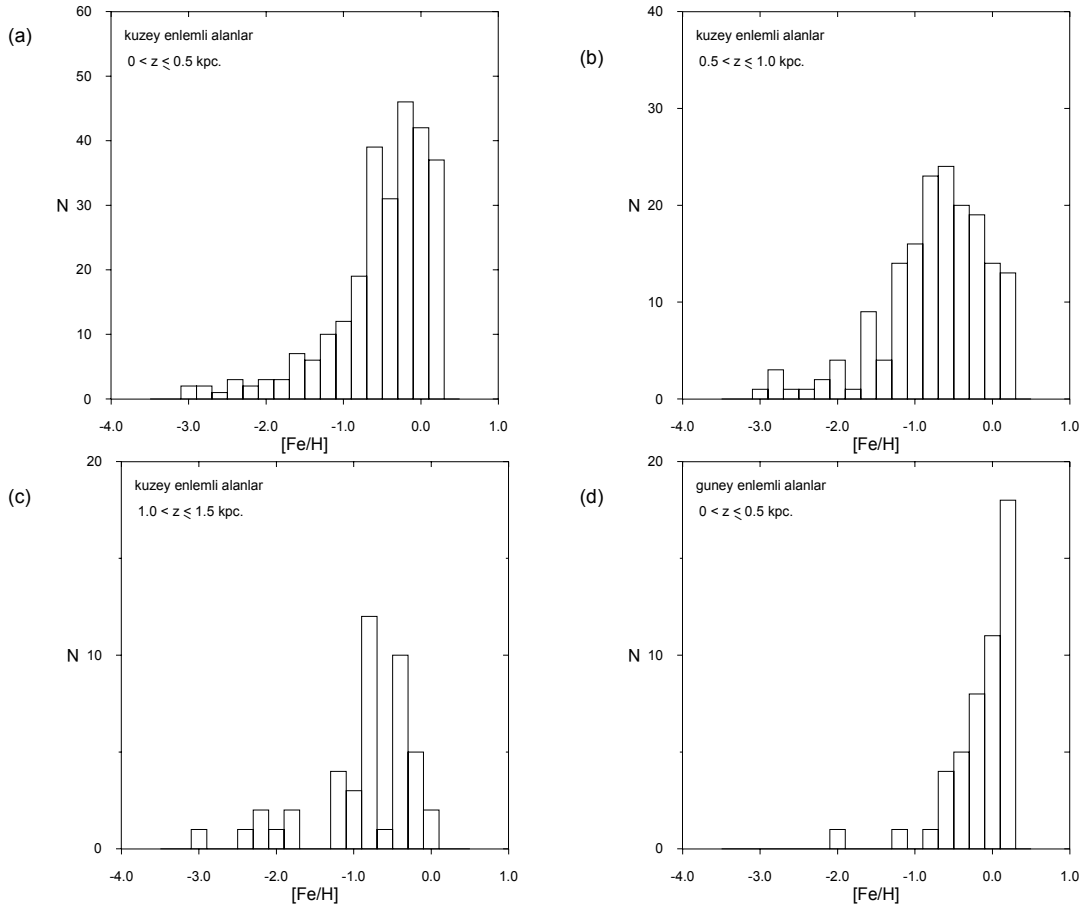 (a)
kuzey enlemli alanlar
0 < z ≤ 0.5 kpc.
60
50
40
30
20
10
0
N
-4.0 -3.0 -2.0 -1.0 0.0 1.0
[Fe/H]
(b)
kuzey enlemli alanlar
0.5 < z ≤ 1.0 kpc.
40
30
20
10
0
N
-4.0 -3.0 -2.0 -1.0 0.0 1.0
[Fe/H]
(c)
kuzey enlemli alanlar
1.0 < z ≤ 1.5 kpc.
20
10
0
N
-4.0 -3.0 -2.0 -1.0 0.0 1.0
[Fe/H]
(d)
guney enlemli alanlar
0 < z ≤ 0.5 kpc.
20
10
0
N
-4.0 -3.0 -2.0 -1.0 0.0 1.0
[Fe/H]